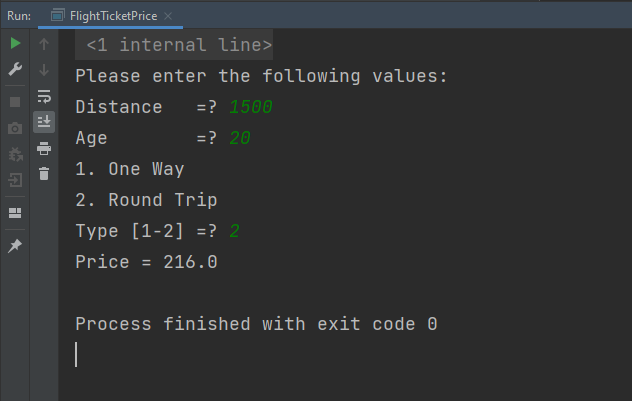 Run: FlightTicketPrice
<1 internal line>
Please enter the following values:
Distance   =? 1500
Age        =? 20
1. One Way
2. Round Trip
Type [1-2] =? 2
Price = 216.0
Process finished with exit code 0